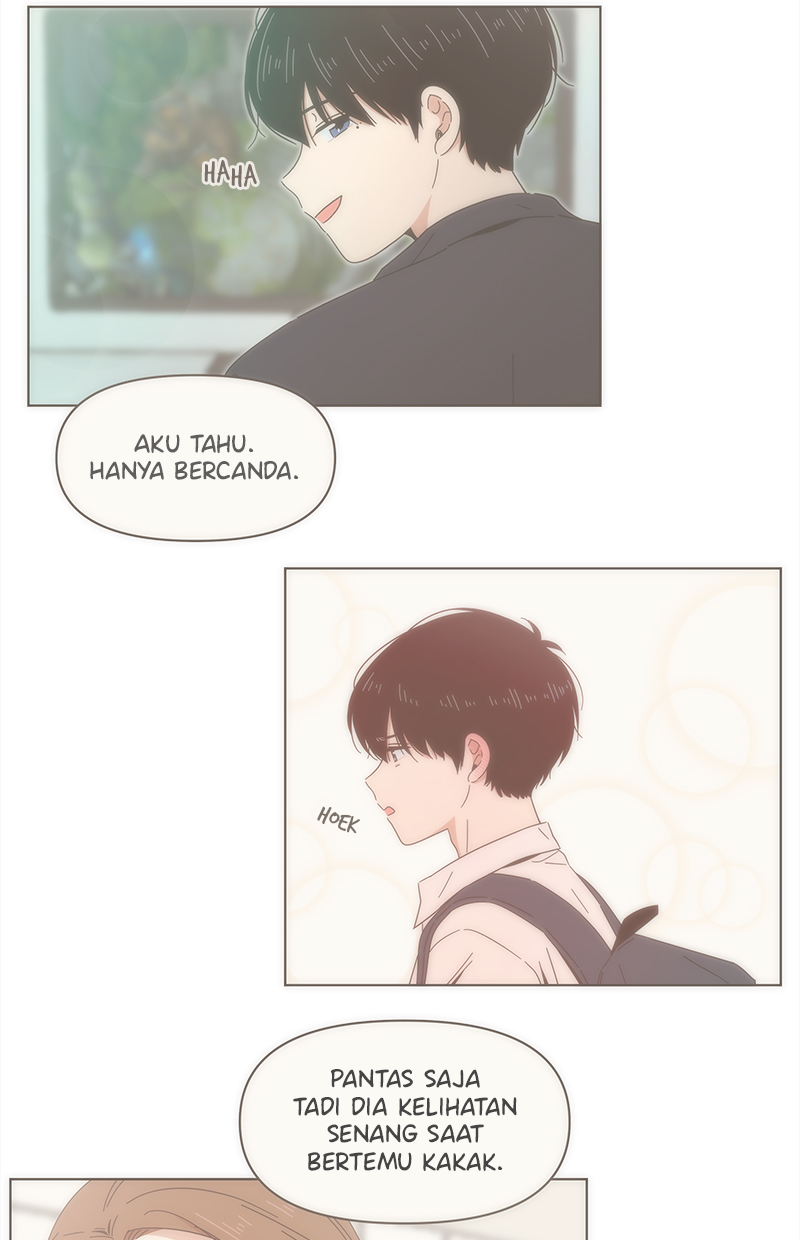 HAHA
AKU TAHU.
HANYA BERCANDA.
HOEK
PANTAS SAJA
TADI DIA KELIHATAN
SENANG SAAT
BERTEMU KAKAK.